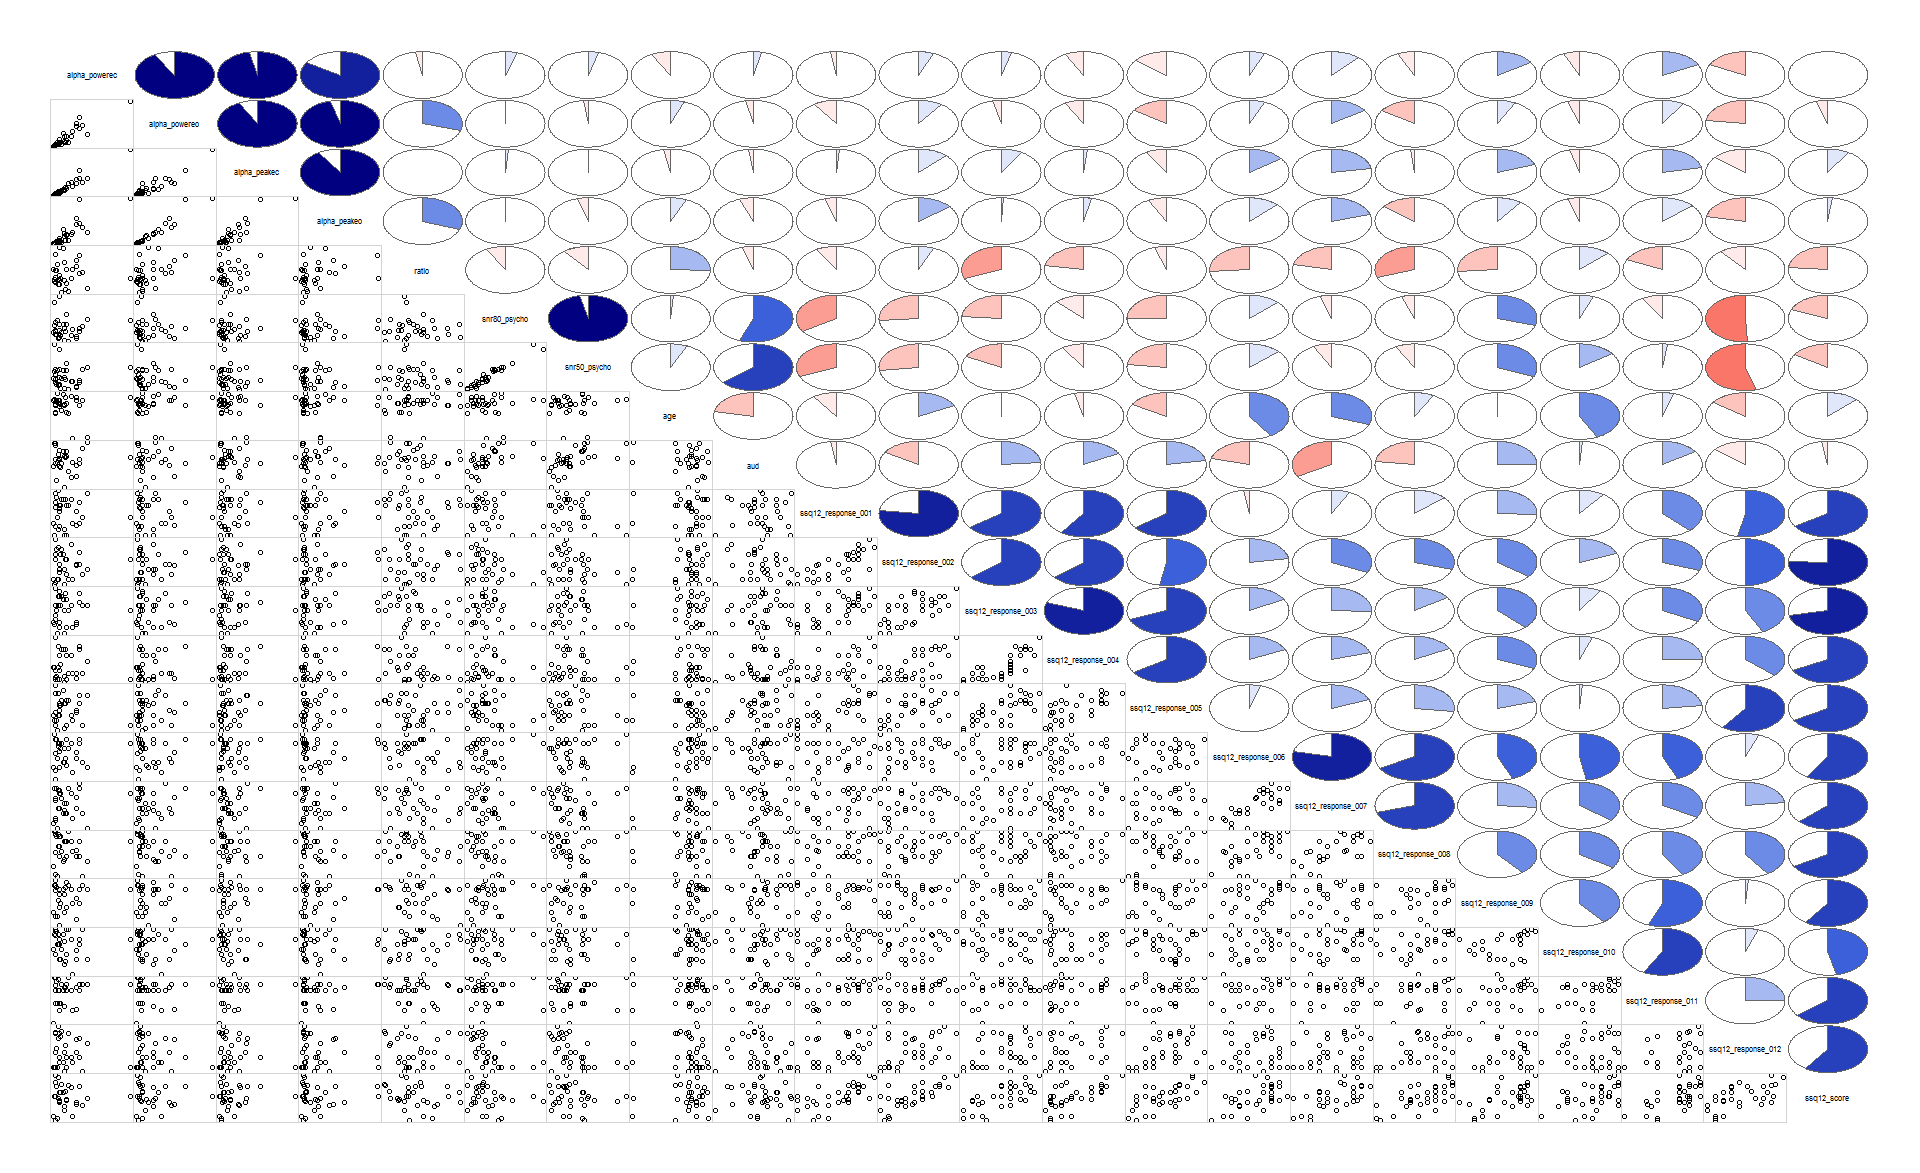 alpha_powerec
alpha_powereo
alpha_peakec
alpha_peakeo
ratio
snr80_psycho
snr50_psycho
age
aud
ssq12_response_001
ssq12_response_002
ssq12_response_003
ssq12_response_004
ssq12_response_005
ssq12_response_006
ssq12_response_007
ssq12_response_008
ssq12_response_009
ssq12_response_010
ssq12_response_011
ssq12_response_012
ssq12_score